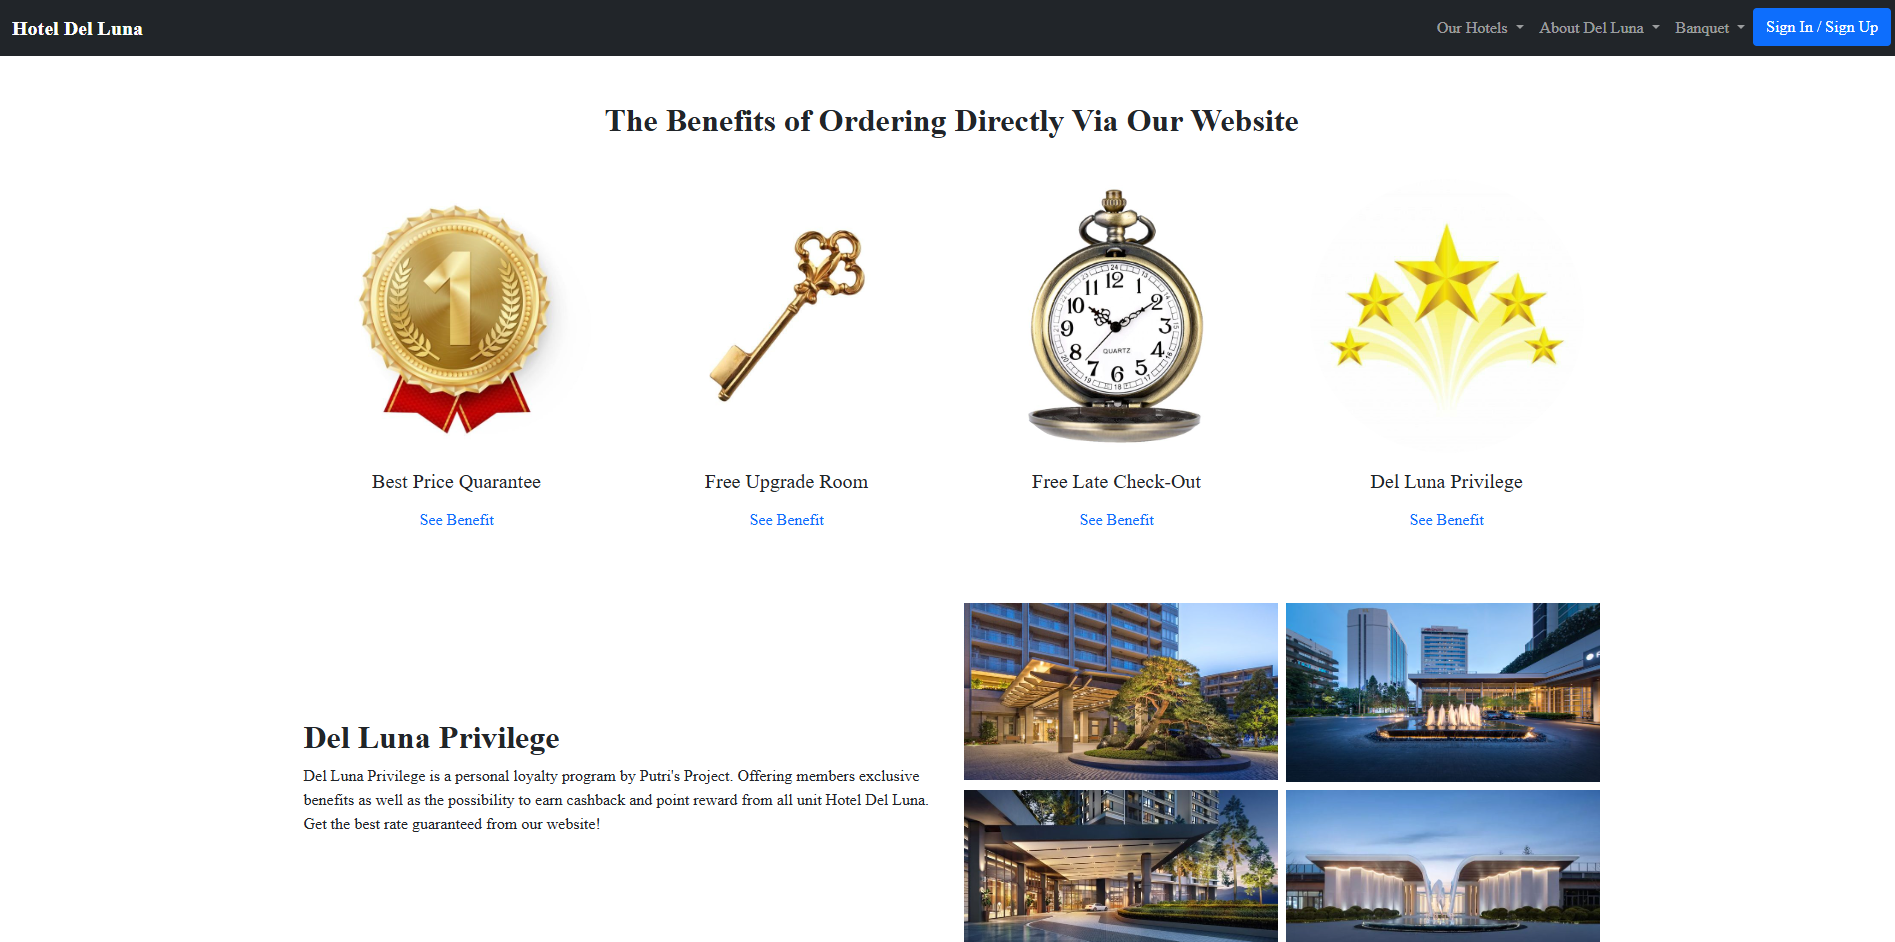 Hotel Del Luna
Our Hotels
About Del Luna
Banquet
Sign In / Sign Up
The Benefits of Ordering Directly Via Our Website
1
24
13
12
11
1
10
2
9
3
8
4
QUARTZ
7
6
5
19
18
17
Best Price Quarantee
Free Upgrade Room
Free Late Check-Out
Del Luna Privilege
See Benefit
See Benefit
See Benefit
See Benefit
Del Luna Privilege
Del Luna Privilege is a personal loyalty program by Putri's Project. Offering members exclusive
benefits as well as the possibility to earn cashback and point reward from all unit Hotel Del Luna.
Get the best rate guaranteed from our website!